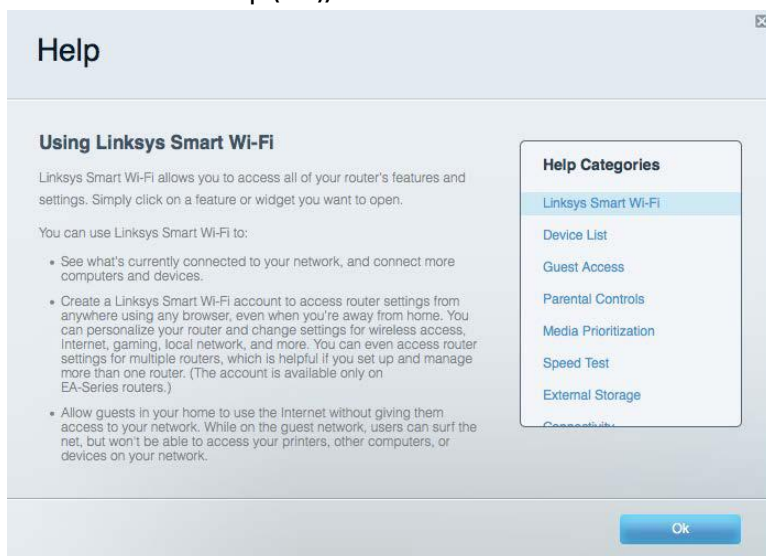 Help
Using Linksys Smart Wi-Fi
Linksys Smart Wi-Fi allows you to access all of your router's features and
settings. Simply click on a feature or widget you want to open.
You can use Linksys Smart Wi-Fi to:
• See what's currently connected to your network, and connect more
computers and devices.
• Create a Linksys Smart Wi-Fi account to access router settings from
anywhere using any browser, even when you're away from home. You
can personalize your router and change settings for wireless access,
Internet, gaming, local network, and more. You can even access router
settings for multiple routers, which is helpful if you set up and manage
more than one router. (The account is available only on
EA-Series routers.)
• Allow guests in your home to use the Internet without giving them
access to your network. While on the guest network, users can surf the
net, but won't be able to access your printers, other computers, or
devices on your network.
Help Categories
Linksys Smart Wi-Fi
Device List
Guest Access
Parental Controls
Media Prioritization
Speed Test
External Storage
Connectivity
Ok